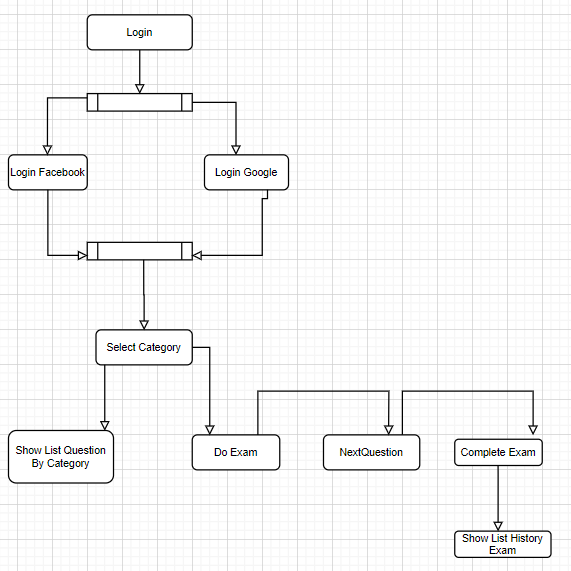 Login
Login Facebook
Login Google
Select Category
Show List Question
By Category
Do Exam
NextQuestion
Complete Exam
Show List History
Exam